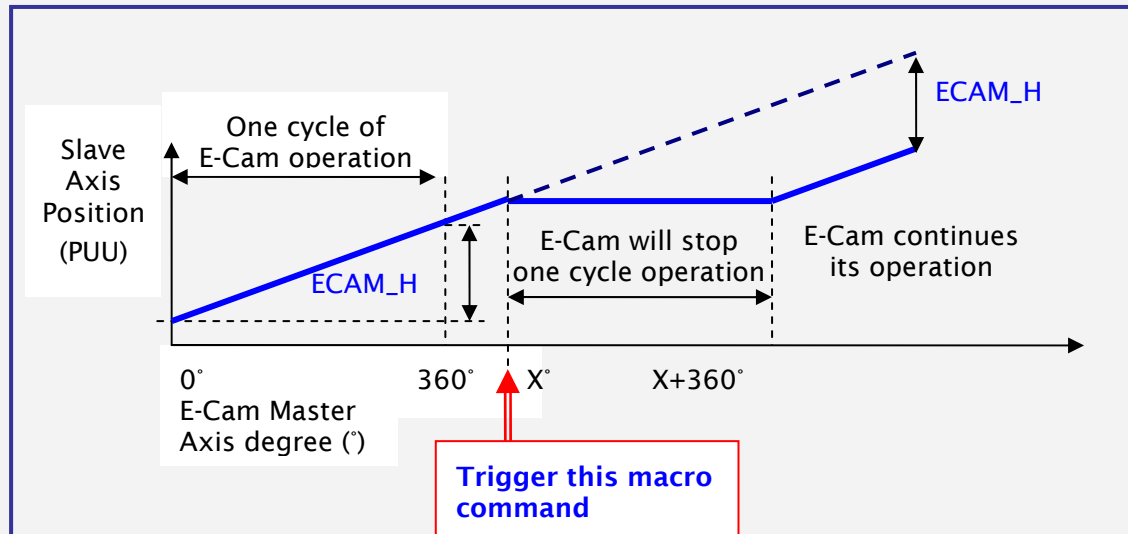 ECAM_H
One cycle of
E-Cam operation
Slave
Axis
Position
(PUU)
E-Cam will stop
one cycle operation
E-Cam continues
its operation
ECAM_H
0° 360° X° X+360°
E-Cam Master
Axis degree (°)
Trigger this macro
command